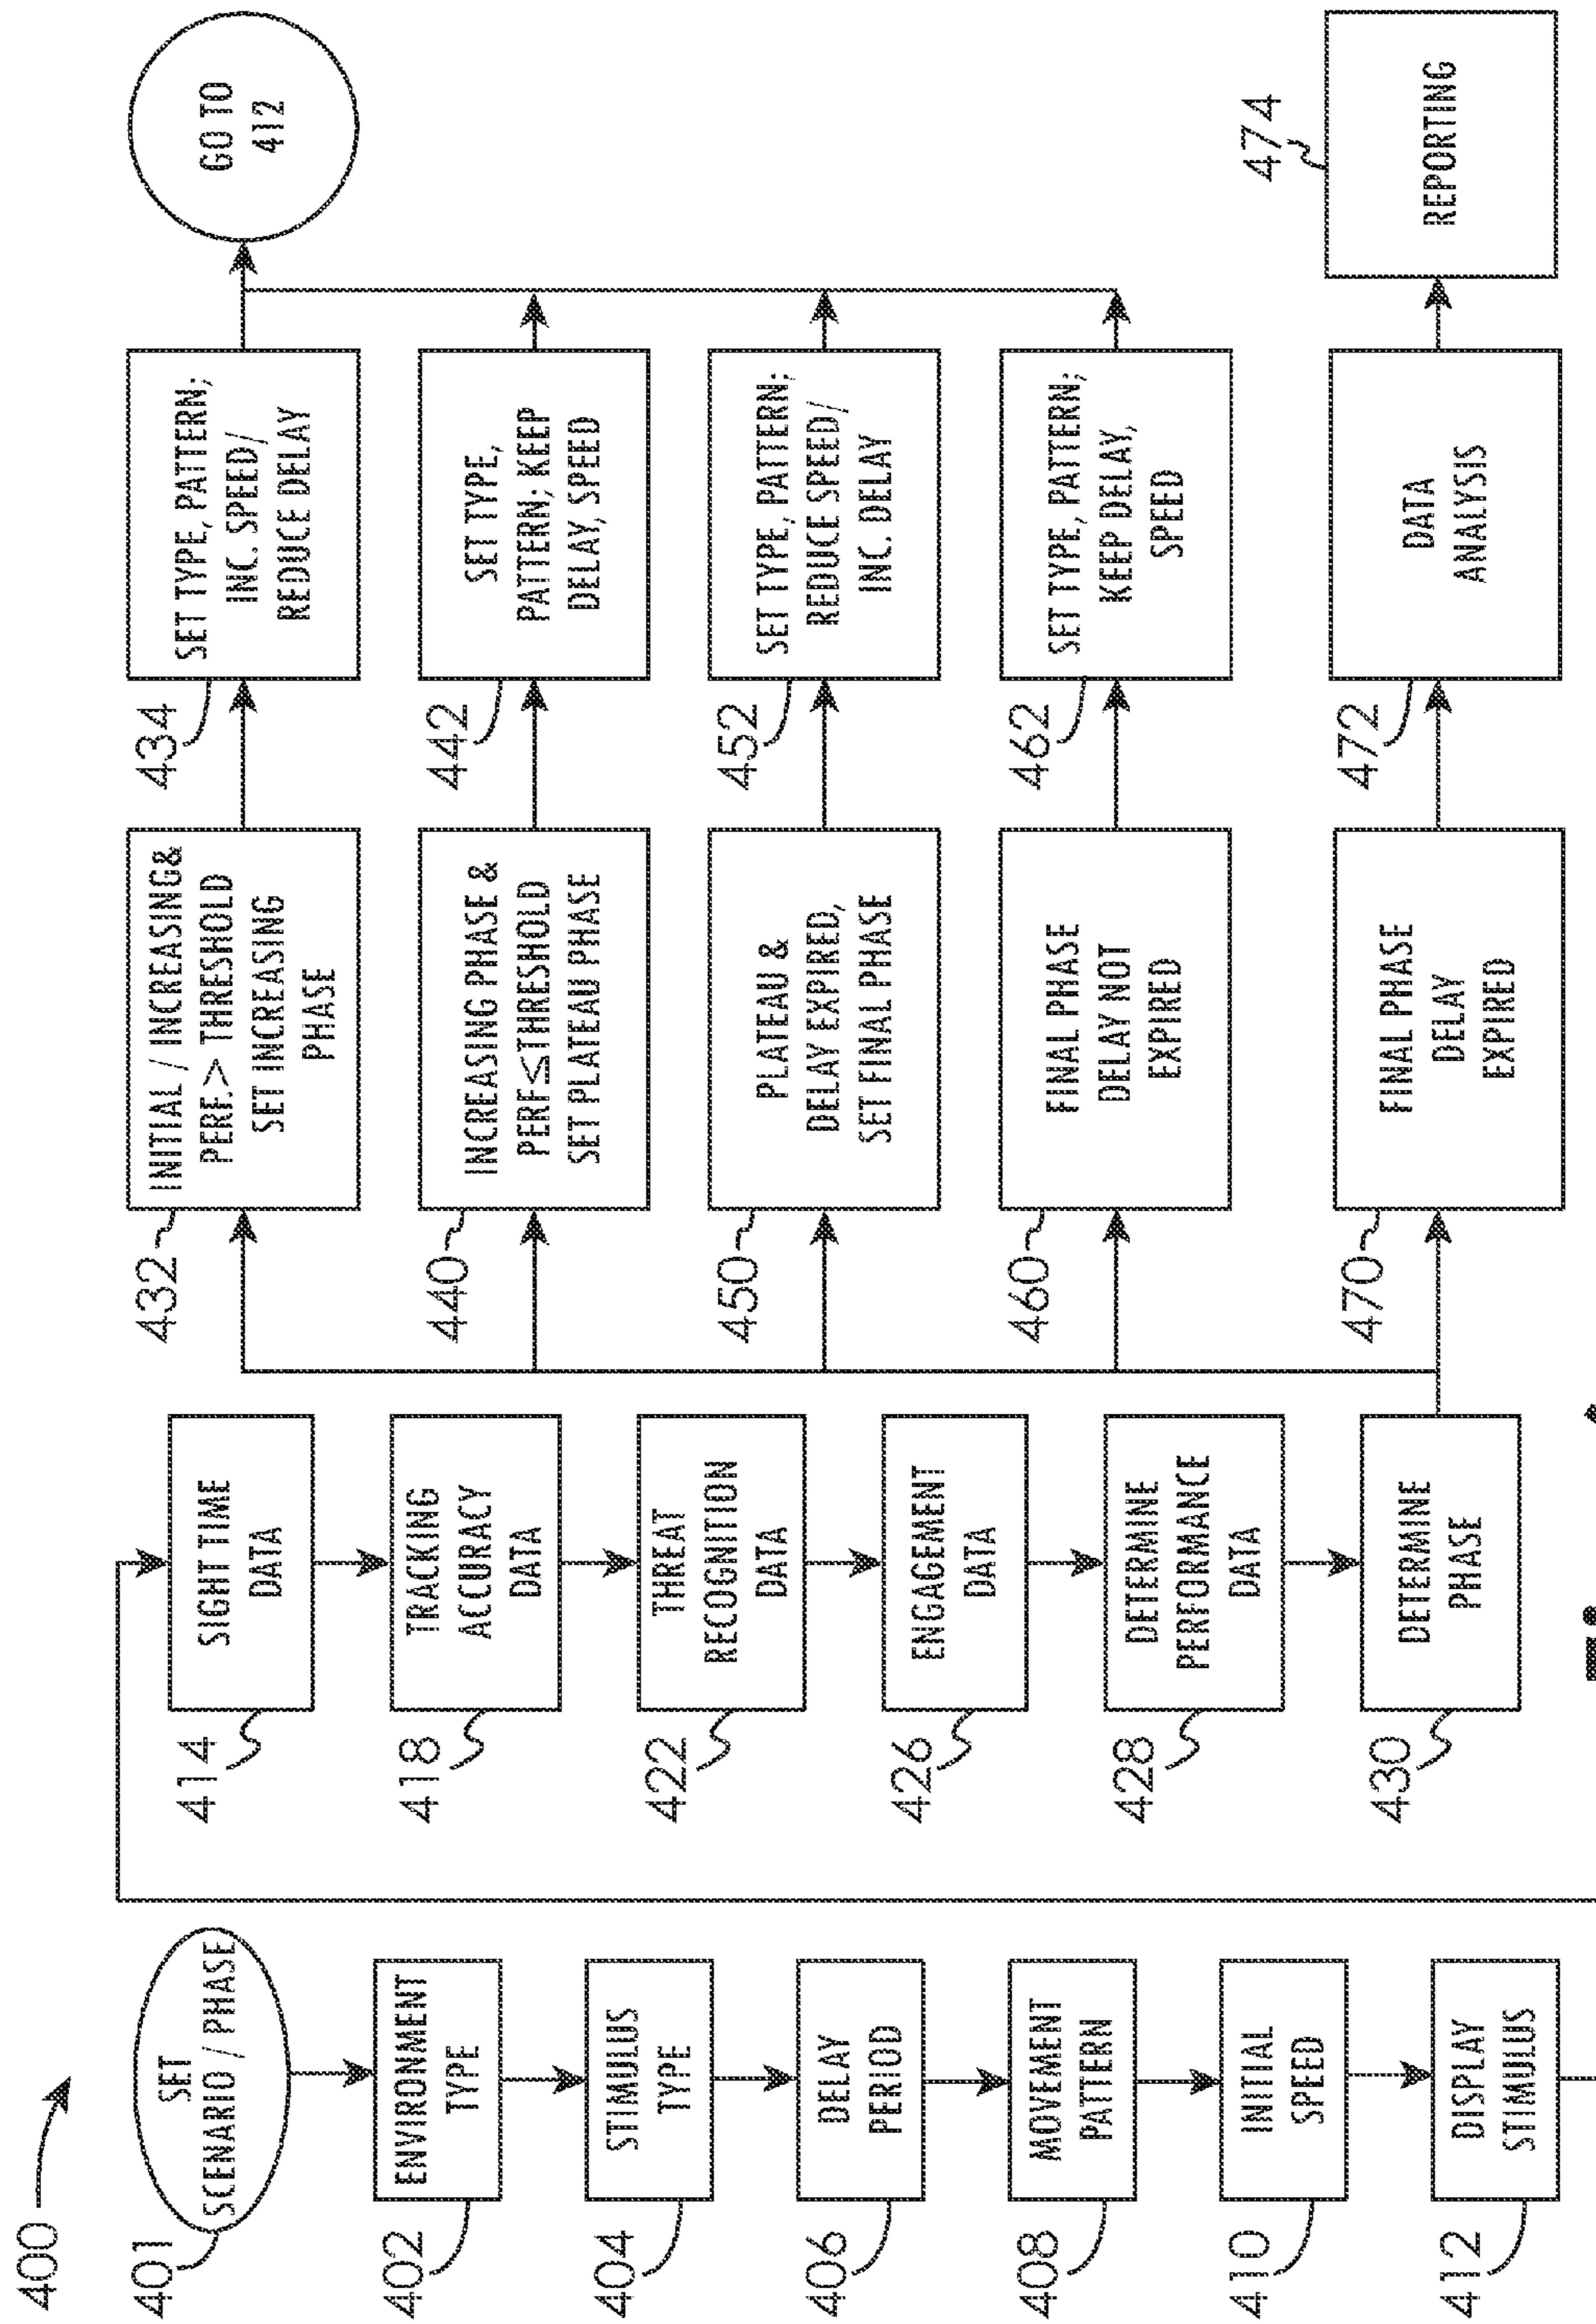 400
401
SET
SCENARIO / PHASE
402
ENVIRONMENT
TYPE
404
STIMULUS
TYPE
406
DELAY
PERIOD
408
MOVEMENT
PATTERN
410
INITIAL
SPEED
412
DISPLAY
STIMULUS
414
SIGHT TIME
DATA
418
TRACKING
ACCURACY
DATA
422
THREAT
RECOGNITION
DATA
426
ENGAGEMENT
DATA
428
DETERMINE
PERFORMANCE
DATA
430
DETERMINE
PHASE
432
INITIAL / INCREASING&
PERF.> THRESHOLD
SET INCREASING
PHASE
434
SET TYPE, PATTERN;
INC. SPEED/
REDUCE DELAY
GO TO
412
440
INCREASING PHASE &
PERF≤THRESHOLD
SET PLATEAU PHASE
442
SET TYPE,
PATTERN; KEEP
DELAY, SPEED
450
PLATEAU &
DELAY EXPIRED,
SET FINAL PHASE
452
SET TYPE, PATTERN;
REDUCE SPEED/
INC. DELAY
460
FINAL PHASE
DELAY NOT
EXPIRED
462
SET TYPE, PATTERN;
KEEP DELAY,
SPEED
470
FINAL PHASE
DELAY
EXPIRED
472
DATA
ANALYSIS
474
REPORTING